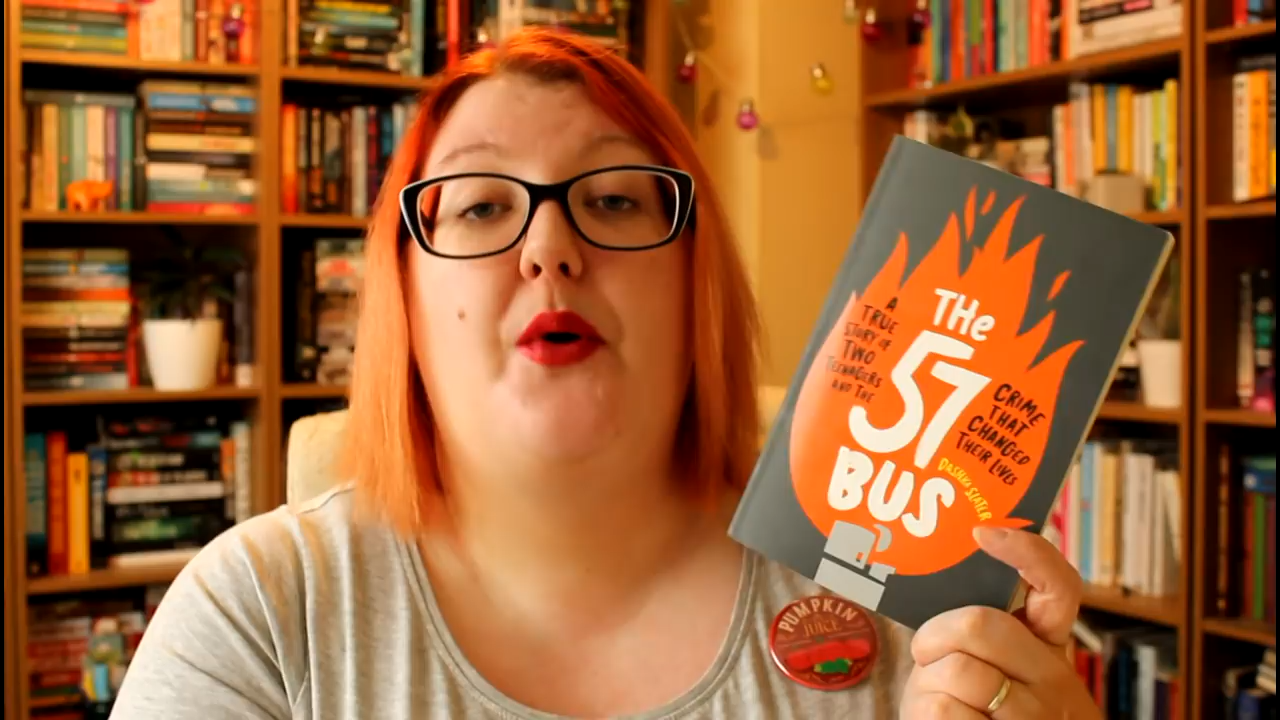 A
TRUE
STORY OF
TWO
TEENAGERS
AND THE
THe
57
BUS
CRIME
THAT
CHANGED
THEIR LIVES
DASHKA SLATER
PUMPKIN
JUICE